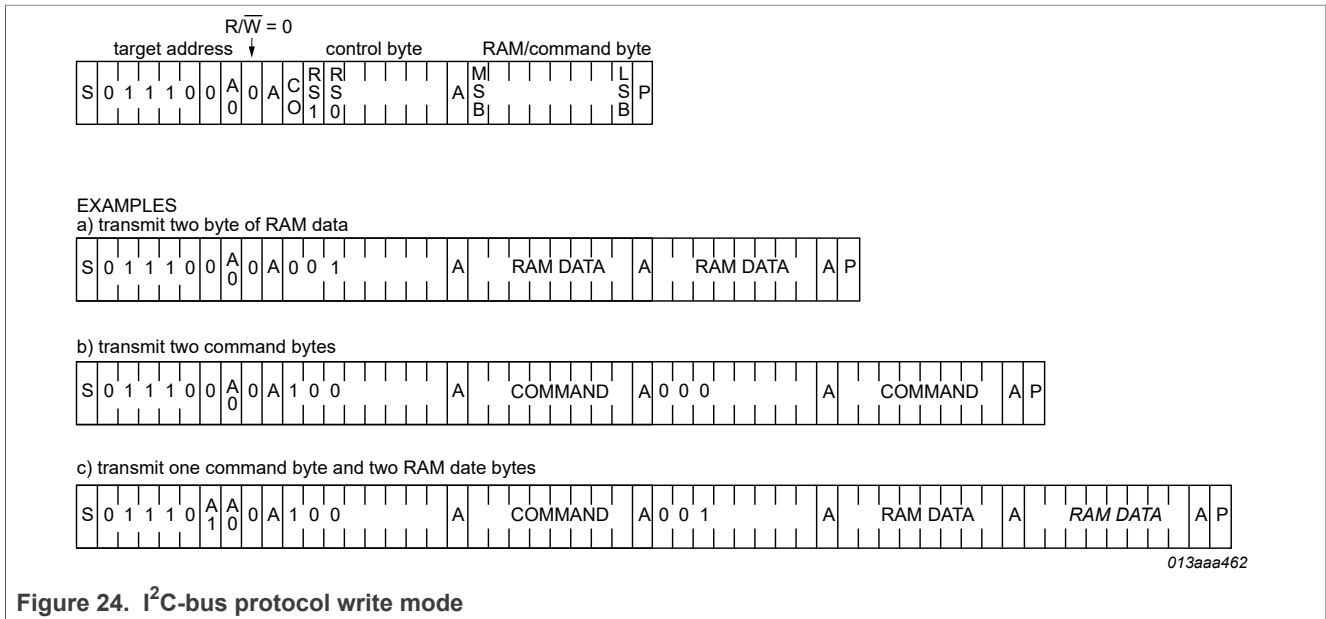 R/W = 0
target address control byte RAM/command byte
S 0 1 1 1 0 0 A0 0 A CO RS1 RS0 A MSB LSB P
EXAMPLES
a) transmit two byte of RAM data
S 0 1 1 1 0 0 A0 0 A 0 0 1 A RAM DATA A RAM DATA A P
b) transmit two command bytes
S 0 1 1 1 0 0 A0 0 A 1 0 0 A COMMAND A 0 0 0 A COMMAND A P
c) transmit one command byte and two RAM date bytes
S 0 1 1 1 0 A1 A0 0 A 1 0 0 A COMMAND A 0 0 1 A RAM DATA A RAM DATA A P
013aaa462
Figure 24. I²C-bus protocol write mode